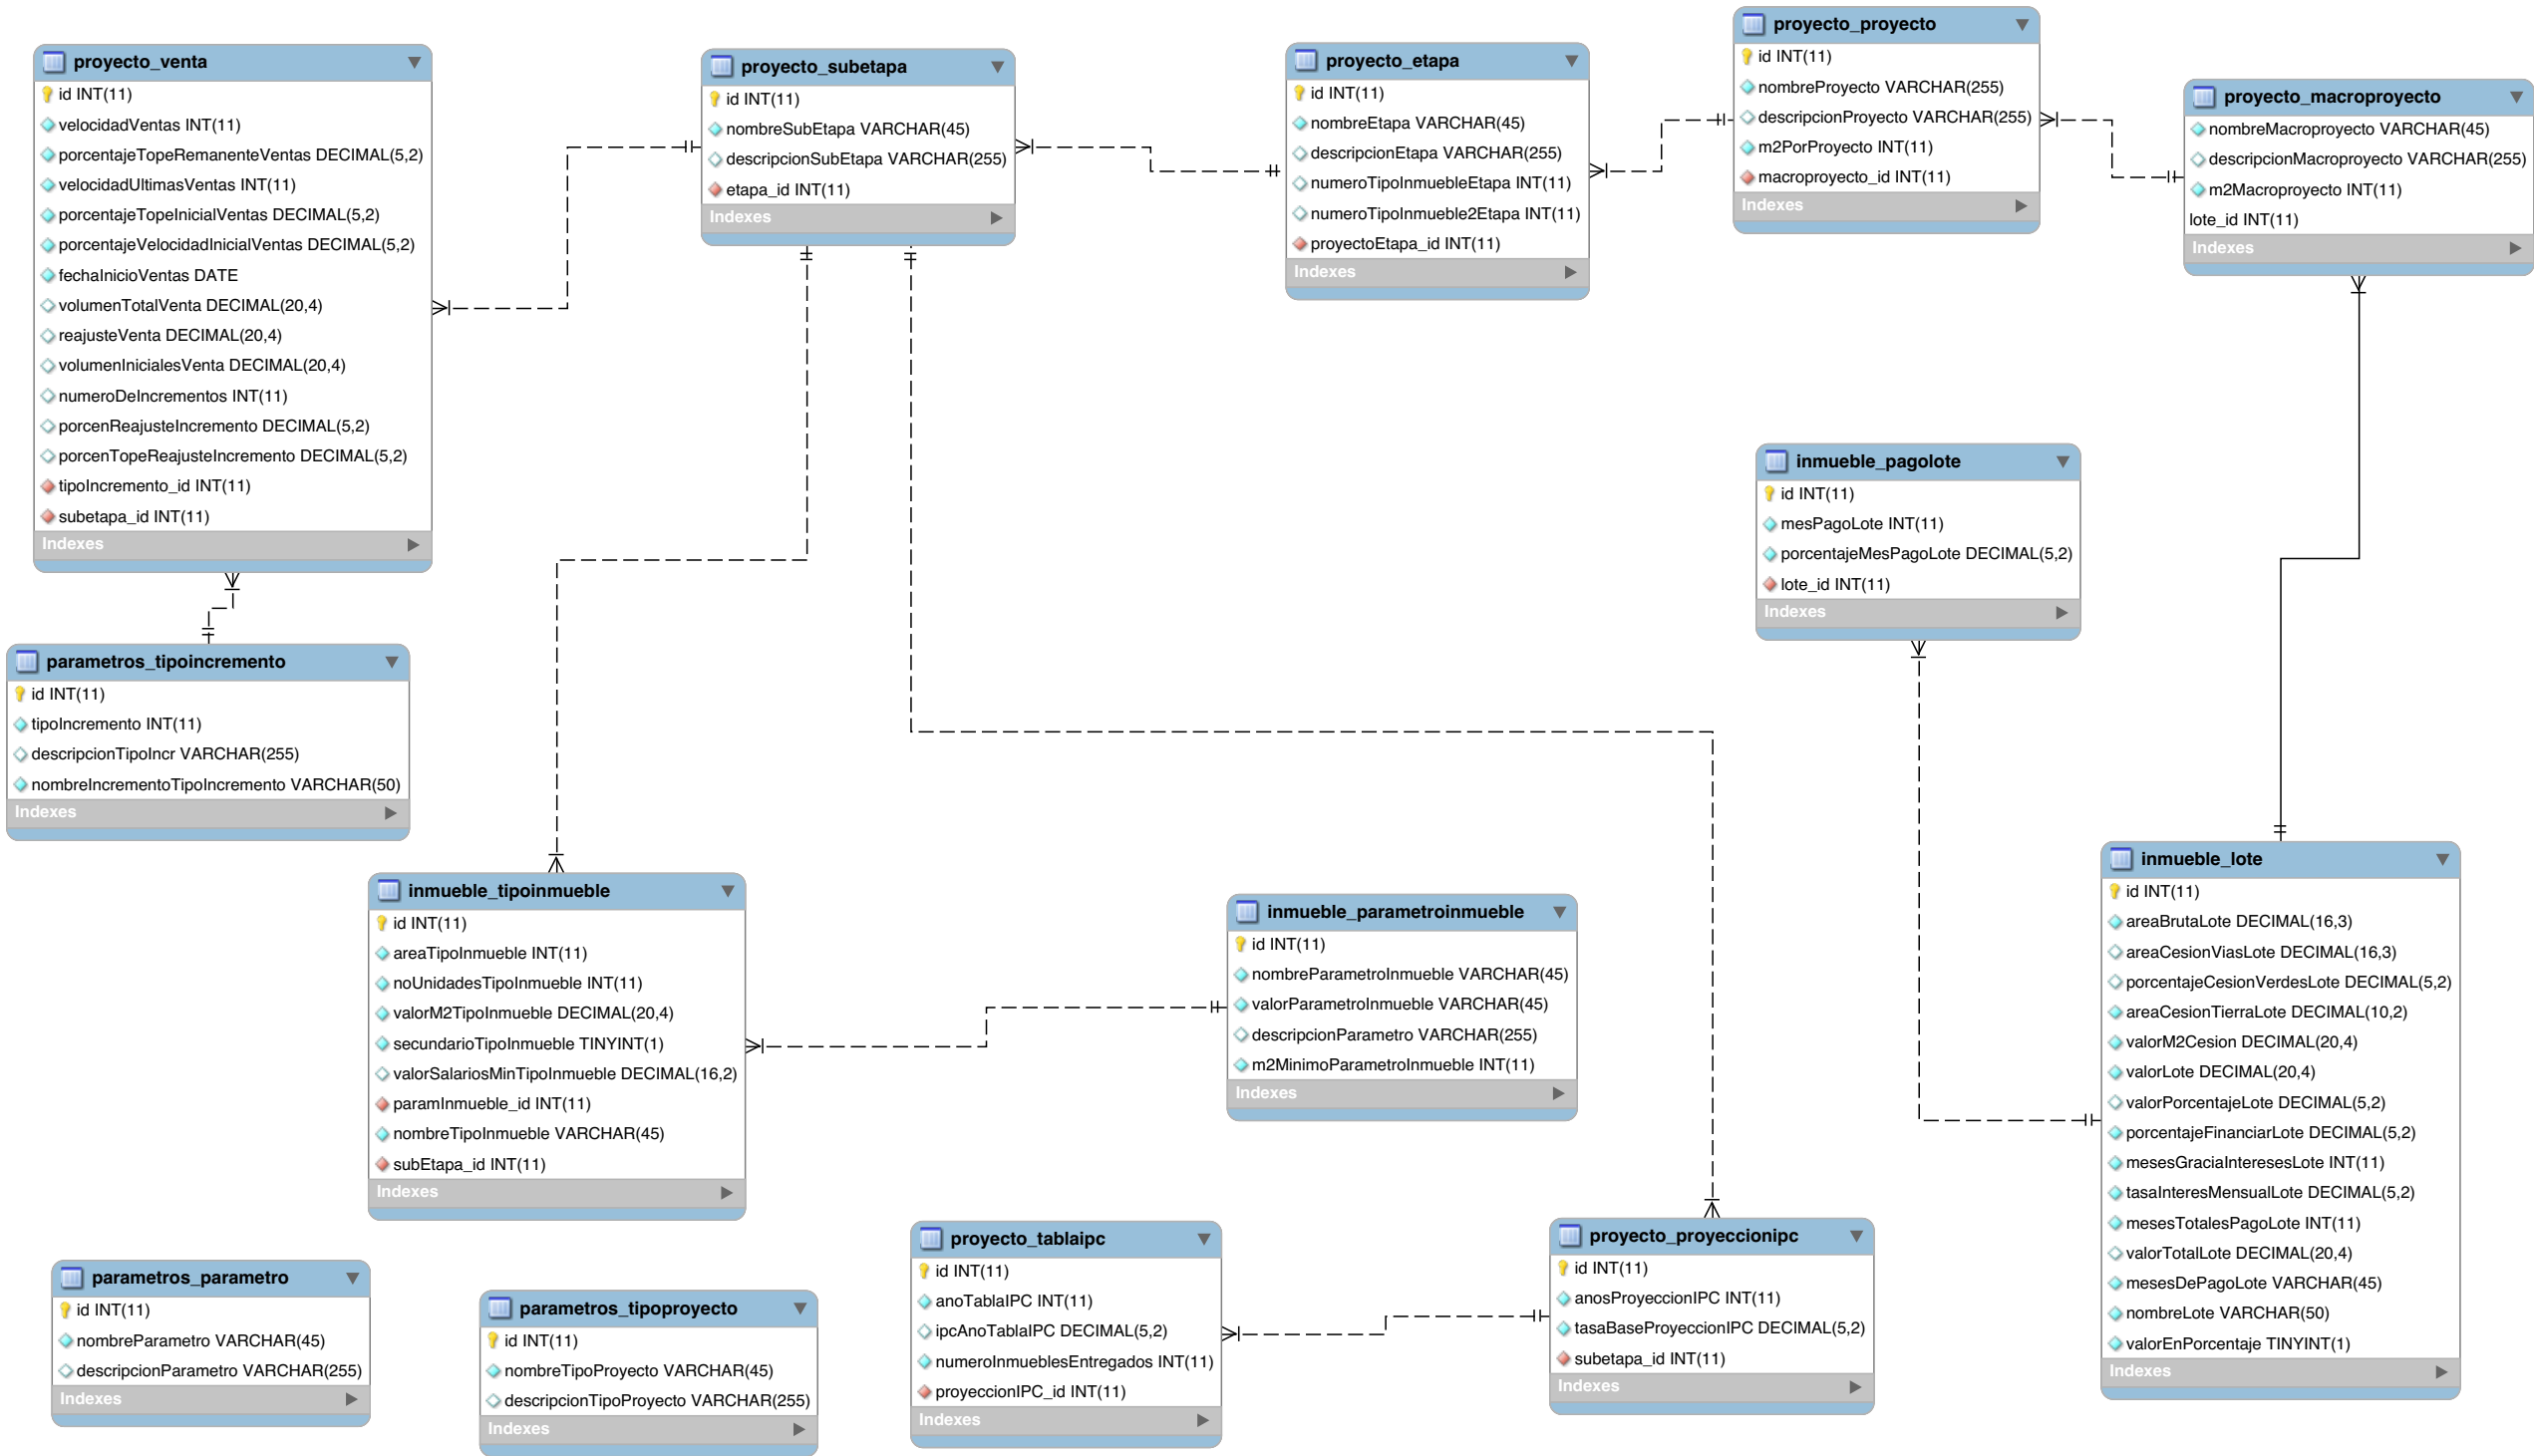 proyecto_venta
id INT(11)
velocidadVentas INT(11)
porcentajeTopeRemanenteVentas DECIMAL(5,2)
velocidadUltimasVentas INT(11)
porcentajeTopeInicialVentas DECIMAL(5,2)
porcentajeVelocidadInicialVentas DECIMAL(5,2)
fechaInicioVentas DATE
volumenTotalVenta DECIMAL(20,4)
reajusteVenta DECIMAL(20,4)
volumenInicialesVenta DECIMAL(20,4)
numeroDeIncrementos INT(11)
porcenReajusteIncremento DECIMAL(5,2)
porcenTopeReajusteIncremento DECIMAL(5,2)
tipoIncremento_id INT(11)
subetapa_id INT(11)
Indexes
proyecto_subetapa
id INT(11)
nombreSubEtapa VARCHAR(45)
descripcionSubEtapa VARCHAR(255)
etapa_id INT(11)
Indexes
proyecto_etapa
id INT(11)
nombreEtapa VARCHAR(45)
descripcionEtapa VARCHAR(255)
numeroTipoInmuebleEtapa INT(11)
numeroTipoInmueble2Etapa INT(11)
proyectoEtapa_id INT(11)
Indexes
proyecto_proyecto
id INT(11)
nombreProyecto VARCHAR(255)
descripcionProyecto VARCHAR(255)
m2PorProyecto INT(11)
macroproyecto_id INT(11)
Indexes
proyecto_macroproyecto
nombreMacroproyecto VARCHAR(45)
descripcionMacroproyecto VARCHAR(255)
m2Macroproyecto INT(11)
lote_id INT(11)
Indexes
inmueble_pagolote
id INT(11)
mesPagoLote INT(11)
porcentajeMesPagoLote DECIMAL(5,2)
lote_id INT(11)
Indexes
parametros_tipoincremento
id INT(11)
tipoIncremento INT(11)
descripcionTipoIncr VARCHAR(255)
nombreIncrementoTipoIncremento VARCHAR(50)
Indexes
inmueble_tipoinmueble
id INT(11)
areaTipoInmueble INT(11)
noUnidadesTipoInmueble INT(11)
valorM2TipoInmueble DECIMAL(20,4)
secundarioTipoInmueble TINYINT(1)
valorSalariosMinTipoInmueble DECIMAL(16,2)
paramInmueble_id INT(11)
nombreTipoInmueble VARCHAR(45)
subEtapa_id INT(11)
Indexes
inmueble_parametroinmueble
id INT(11)
nombreParametroInmueble VARCHAR(45)
valorParametroInmueble VARCHAR(45)
descripcionParametro VARCHAR(255)
m2MinimoParametroInmueble INT(11)
Indexes
inmueble_lote
id INT(11)
areaBrutaLote DECIMAL(16,3)
areaCesionViasLote DECIMAL(16,3)
porcentajeCesionVerdesLote DECIMAL(5,2)
areaCesionTierraLote DECIMAL(10,2)
valorM2Cesion DECIMAL(20,4)
valorLote DECIMAL(20,4)
valorPorcentajeLote DECIMAL(5,2)
porcentajeFinanciarLote DECIMAL(5,2)
mesesGraciaInteresesLote INT(11)
tasaInteresMensualLote DECIMAL(5,2)
mesesTotalesPagoLote INT(11)
valorTotalLote DECIMAL(20,4)
mesesDePagoLote VARCHAR(45)
nombreLote VARCHAR(50)
valorEnPorcentaje TINYINT(1)
Indexes
parametros_parametro
id INT(11)
nombreParametro VARCHAR(45)
descripcionParametro VARCHAR(255)
Indexes
parametros_tipoproyecto
id INT(11)
nombreTipoProyecto VARCHAR(45)
descripcionTipoProyecto VARCHAR(255)
Indexes
proyecto_tablaipc
id INT(11)
anoTablaIPC INT(11)
ipcAnoTablaIPC DECIMAL(5,2)
numeroInmueblesEntregados INT(11)
proyeccionIPC_id INT(11)
Indexes
proyecto_proyeccionipc
id INT(11)
anosProyeccionIPC INT(11)
tasaBaseProyeccionIPC DECIMAL(5,2)
subetapa_id INT(11)
Indexes